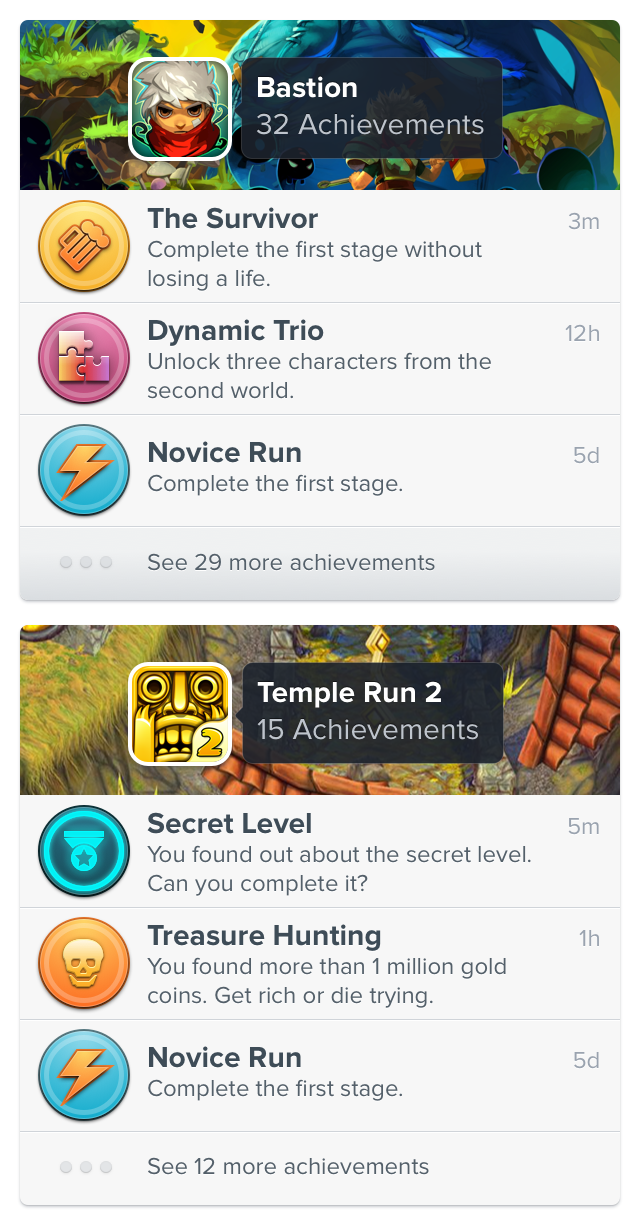 Bastion
32 Achievements
The Survivor
3m
Complete the first stage without
losing a life.
Dynamic Trio
12h
Unlock three characters from the
second world.
Novice Run
5d
Complete the first stage.
See 29 more achievements
2
Temple Run 2
15 Achievements
Secret Level
5m
You found out about the secret level.
Can you complete it?
Treasure Hunting
1h
You found more than 1 million gold
coins. Get rich or die trying.
Novice Run
5d
Complete the first stage.
See 12 more achievements